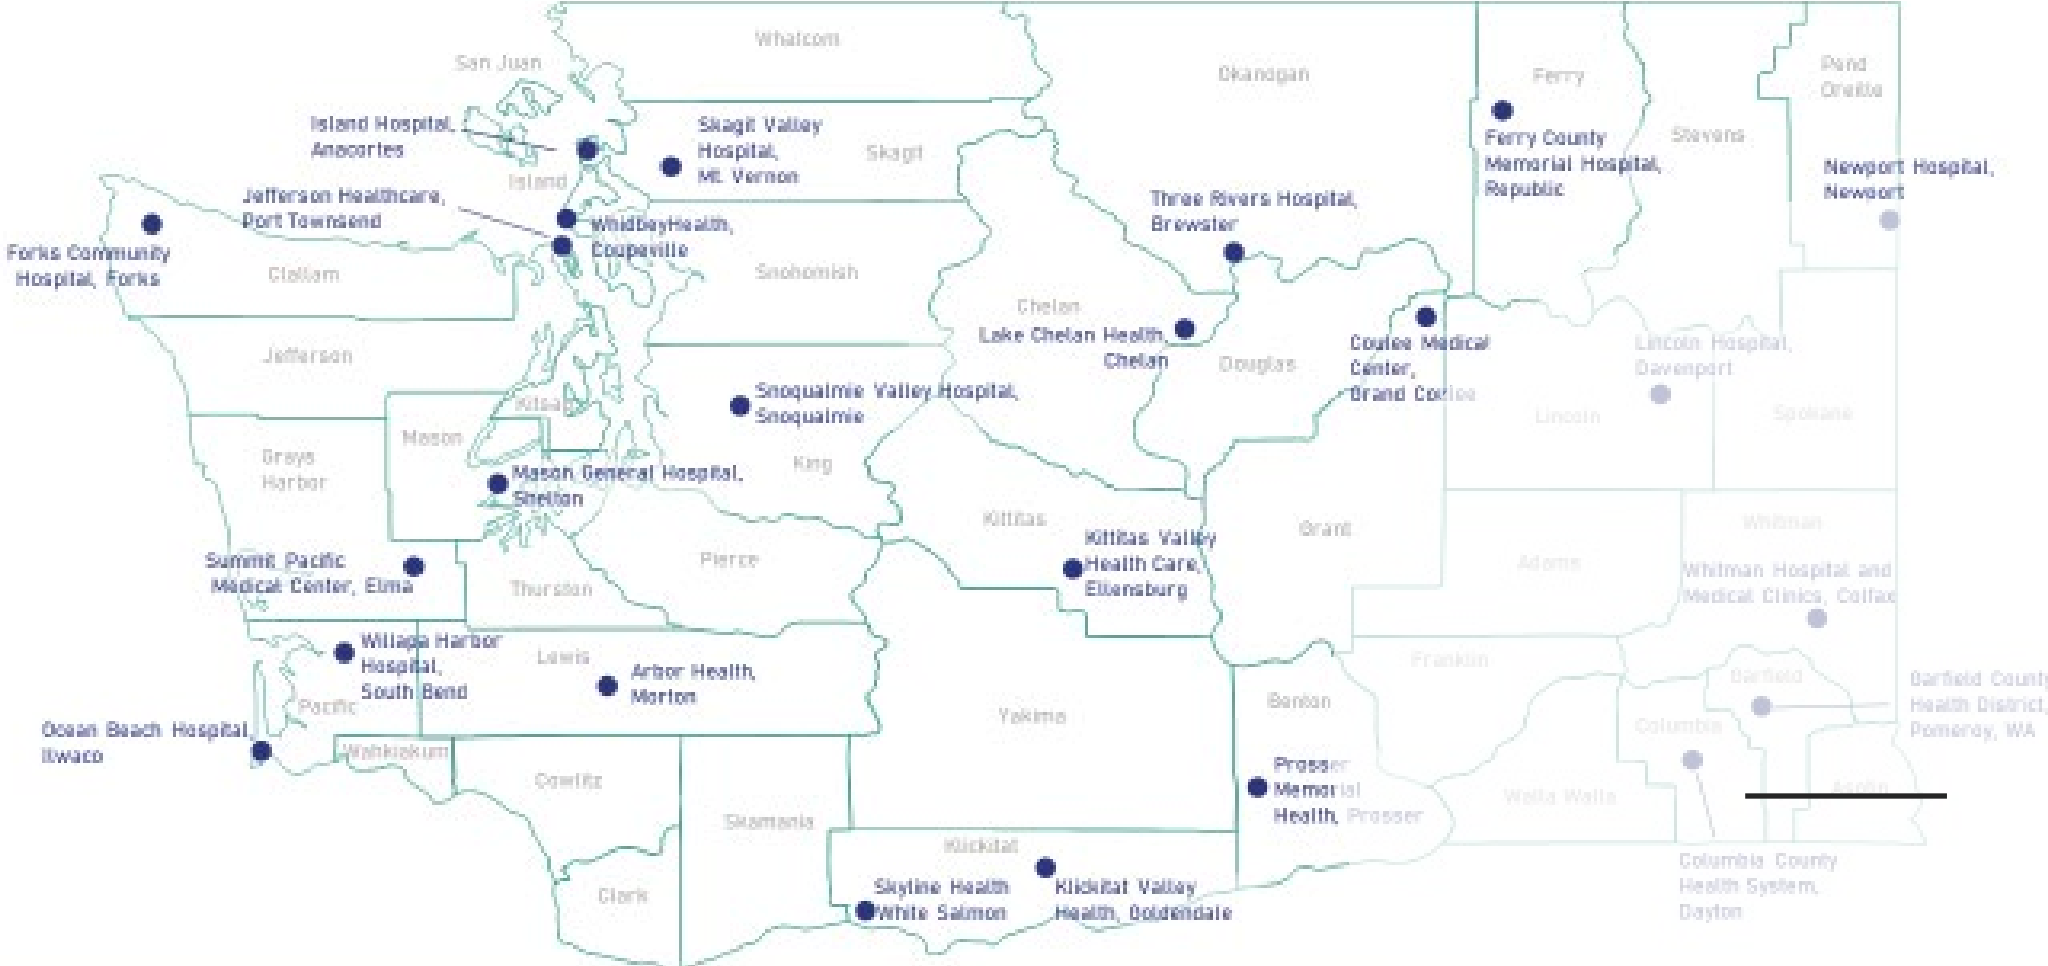 Whatcom
San Juan
Okanogan
Ferry
Pend
Oreille
Island Hospital,
Anacortes
Skagit Valley
Hospital,
Mt. Vernon
Skagit
Stevens
Ferry County
Memorial Hospital,
Republic
Newport Hospital,
Newport
Island
Jefferson Healthcare,
Port Townsend
WhidbeyHealth,
Coupeville
Three Rivers Hospital,
Brewster
Forks Community
Hospital, Forks
Clallam
Snohomish
Chelan
Lake Chelan Health,
Chelan
Douglas
Coulee Medical
Center,
Grand Coulee
Lincoln Hospital,
Davenport
Jefferson
Kitsap
Snoqualmie Valley Hospital,
Snoqualmie
Lincoln
Spokane
Mason
Grays
Harbor
King
Mason General Hospital,
Shelton
Kittitas
Kittitas Valley
Health Care,
Ellensburg
Grant
Whitman
Adams
Whitman Hospital and
Medical Clinics, Colfax
Summit Pacific
Medical Center, Elma
Thurston
Pierce
Willapa Harbor
Hospital,
South Bend
Lewis
Arbor Health,
Morton
Franklin
Garfield
Garfield County
Health District,
Pomeroy, WA
Pacific
Yakima
Benton
Columbia
Ocean Beach Hospital,
Ilwaco
Wahkiakum
Cowlitz
Prosser
Memorial
Health, Prosser
Walla Walla
Asotin
Skamania
Klickitat
Clark
Skyline Health
White Salmon
Klickitat Valley
Health, Goldendale
Columbia County
Health System,
Dayton